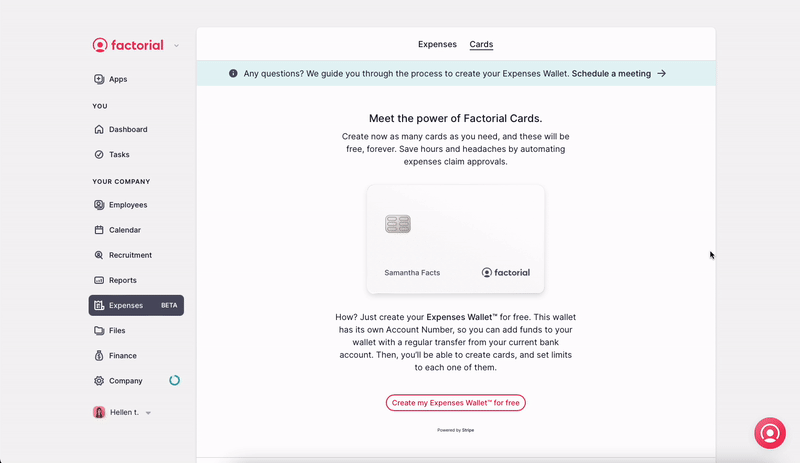 factorial
Apps
YOU
Dashboard
Tasks
YOUR COMPANY
Employees
Calendar
Recruitment
Reports
Expenses BETA
Files
Finance
Company
Hellen t.
Expenses Cards
Any questions? We guide you through the process to create your Expenses Wallet. Schedule a meeting →
Meet the power of Factorial Cards.
Create now as many cards as you need, and these will be
free, forever. Save hours and headaches by automating
expenses claim approvals.
Samantha Facts factorial
How? Just create your Expenses Wallet™ for free. This wallet
has its own Account Number, so you can add funds to your
wallet with a regular transfer from your current bank
account. Then, you'll be able to create cards, and set limits
to each one of them.
Create my Expenses Wallet™ for free
Powered by Stripe